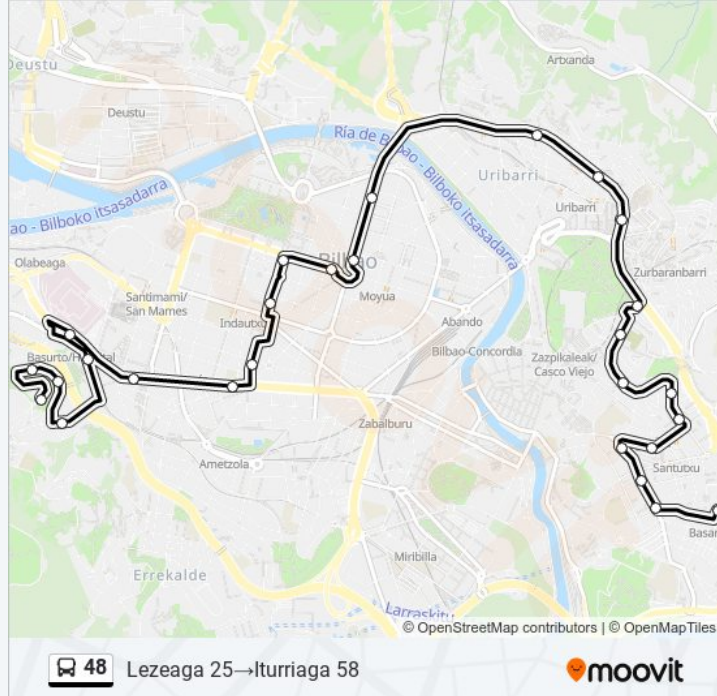 Artxanda
Deustu
Deustu
Ría de Bilbao - Bilboko itsasadarra
Uribarri
ao - Bilboko itsasadarra
Uribarri
Olabeaga
Bilbao
Zurbaranbarri
Santimami/
San Mames
Moyua
Indautxu
Abando
Basurto/Hospital
Bilbao-Concordia
Zazpikaleak/
Casco Viejo
Zabalburu
Ametzola
Santutxu
Basar
Miribilla
Errekalde
Larraskitu
© OpenStreetMap contributors | © OpenMapTiles
48 Lezeaga 25→Iturriaga 58
moovit